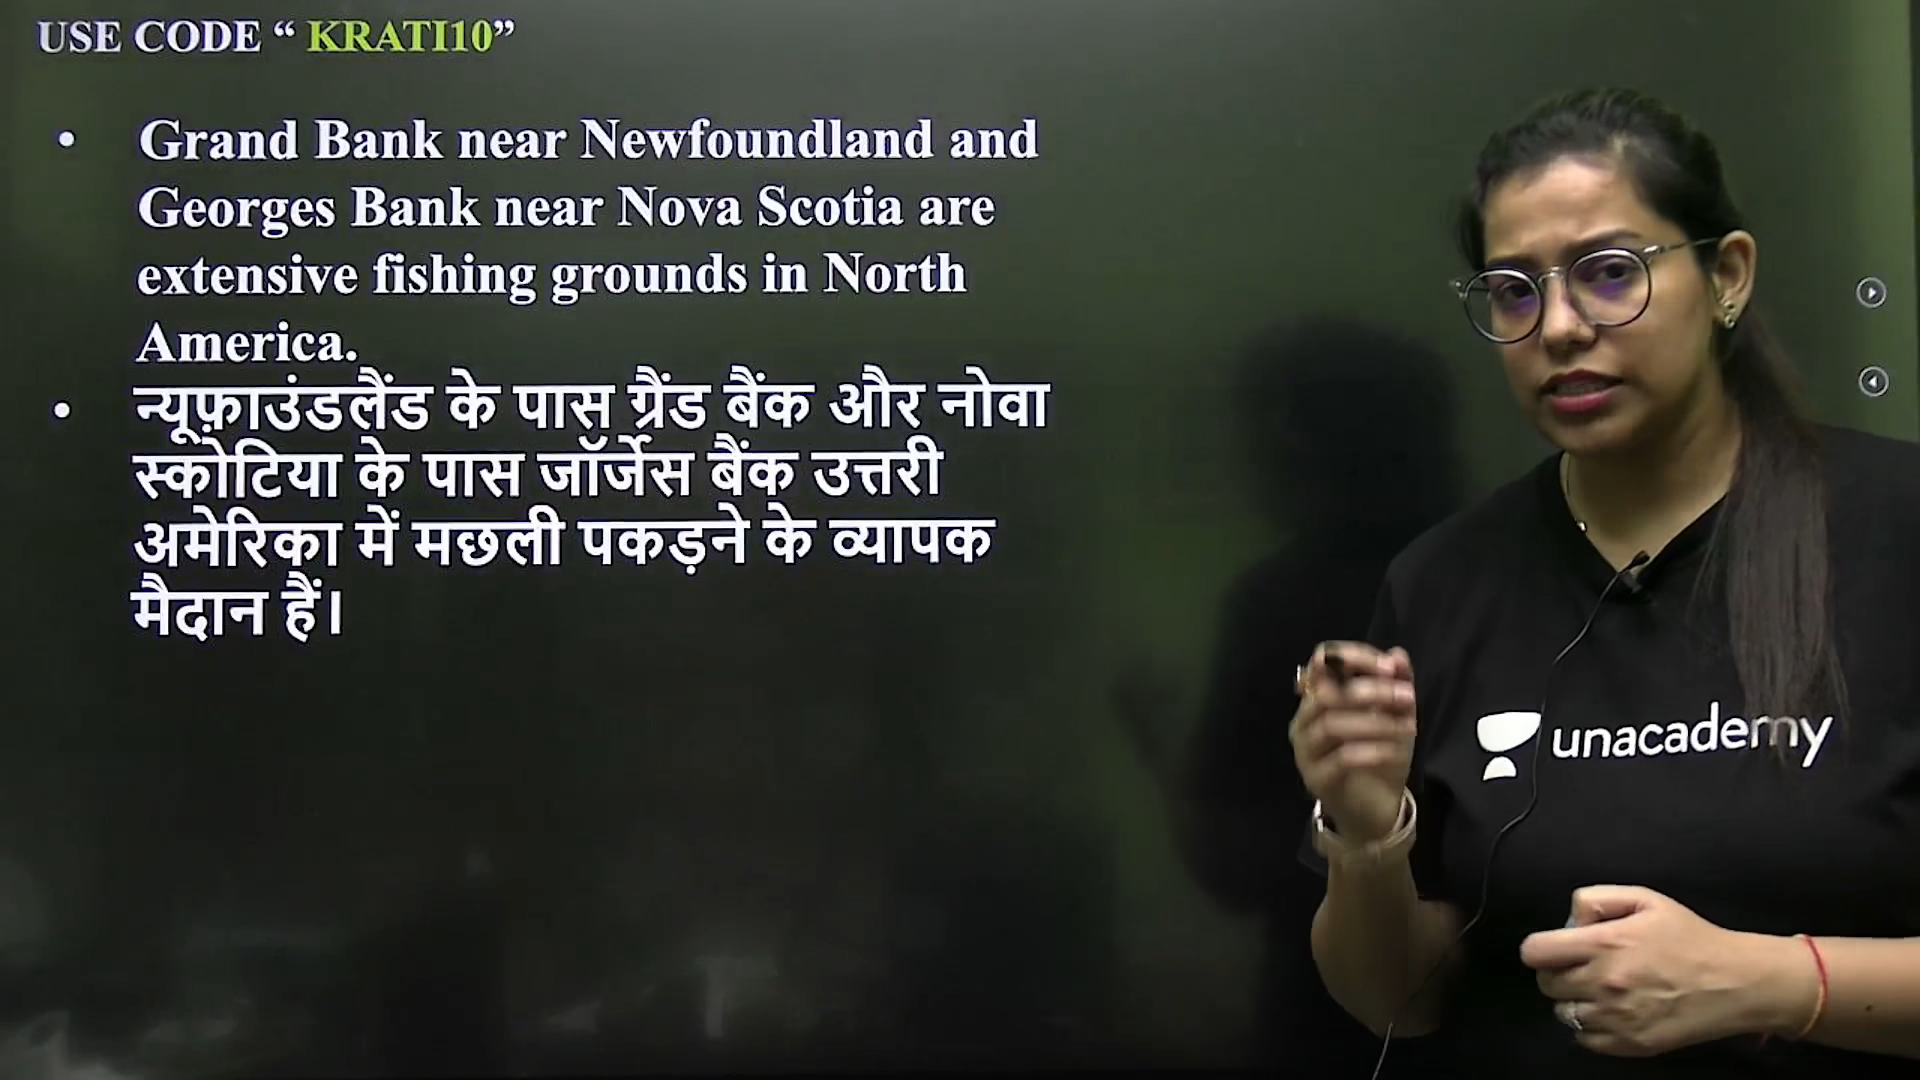 USE CODE “ KRATI10”
• Grand Bank near Newfoundland and
Georges Bank near Nova Scotia are
extensive fishing grounds in North
America.
• न्यूफ़ाउंडलैंड के पास ग्रैंड बैंक और नोवा
स्कोटिया के पास जॉर्जेस बैंक उत्तरी
अमेरिका में मछली पकड़ने के व्यापक
मैदान हैं।
unacademy